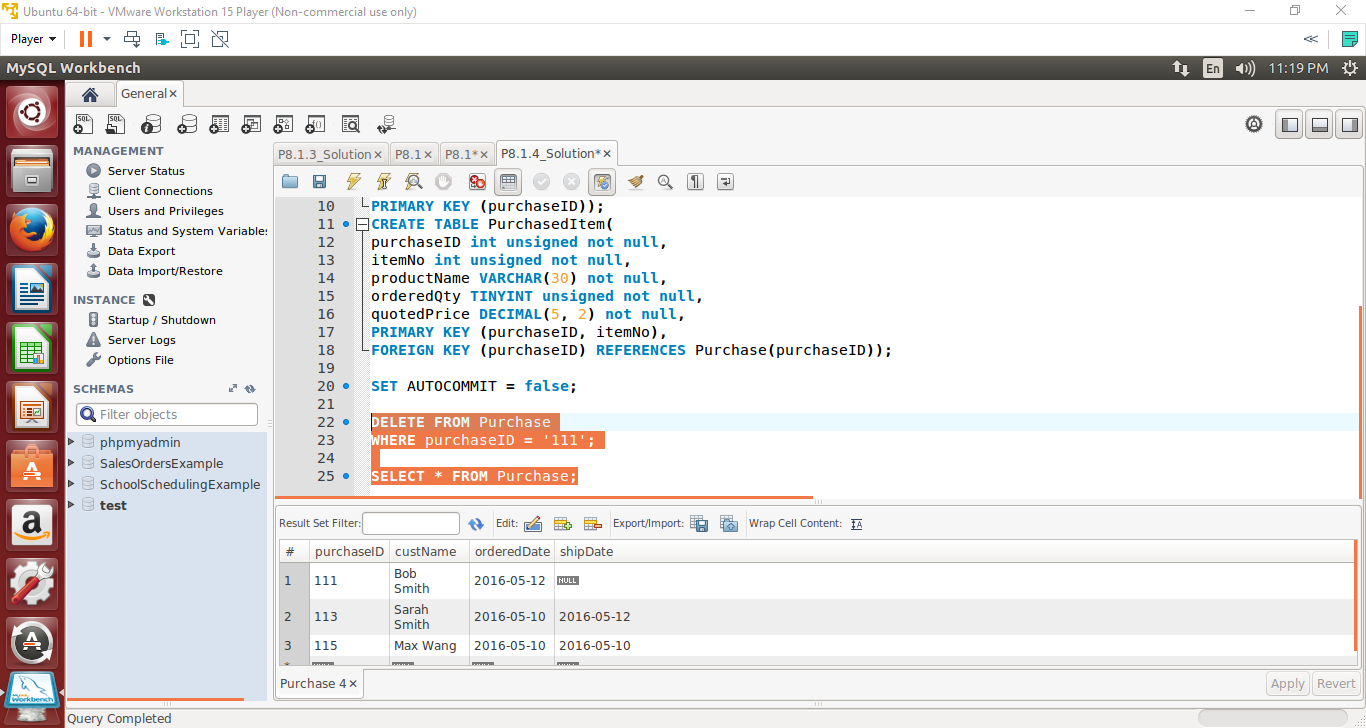 Ubuntu 64-bit - VMware Workstation 15 Player (Non-commercial use only)
Player
MySQL Workbench
En
11:19 PM
General
P8.1.3_Solution
P8.1
P8.1*
P8.1.4_Solution*
MANAGEMENT
Server Status
Client Connections
Users and Privileges
Status and System Variables
Data Export
Data Import/Restore
INSTANCE
Startup / Shutdown
Server Logs
Options File
SCHEMAS
Filter objects
phpmyadmin
SalesOrdersExample
SchoolSchedulingExample
test
10 PRIMARY KEY (purchaseID));
11 CREATE TABLE PurchasedItem(
12 purchaseID int unsigned not null,
13 itemNo int unsigned not null,
14 productName VARCHAR(30) not null,
15 orderedQty TINYINT unsigned not null,
16 quotedPrice DECIMAL(5, 2) not null,
17 PRIMARY KEY (purchaseID, itemNo),
18 FOREIGN KEY (purchaseID) REFERENCES Purchase(purchaseID));
19
20 SET AUTOCOMMIT = false;
21
22 DELETE FROM Purchase
23 WHERE purchaseID = '111';
24
25 SELECT * FROM Purchase;
Result Set Filter: Edit: Export/Import: Wrap Cell Content:
# purchaseID custName orderedDate shipDate
1 111 Bob Smith 2016-05-12 NULL
2 113 Sarah Smith 2016-05-10 2016-05-12
3 115 Max Wang 2016-05-10 2016-05-10
* NULL NULL NULL NULL
Purchase 4
Apply Revert
Query Completed